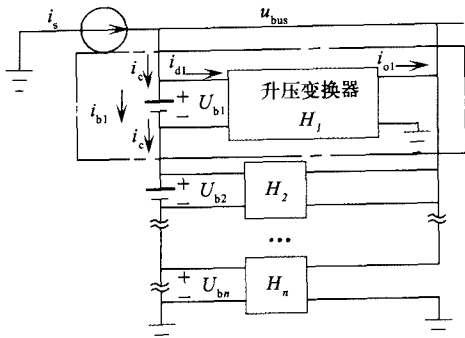 i_s u_bus
i_c i_d1 i_o1
升压变换器
H_1
i_b1 + U_b1 −
i_c
+ U_b2 − H_2
...
+ U_bn − H_n